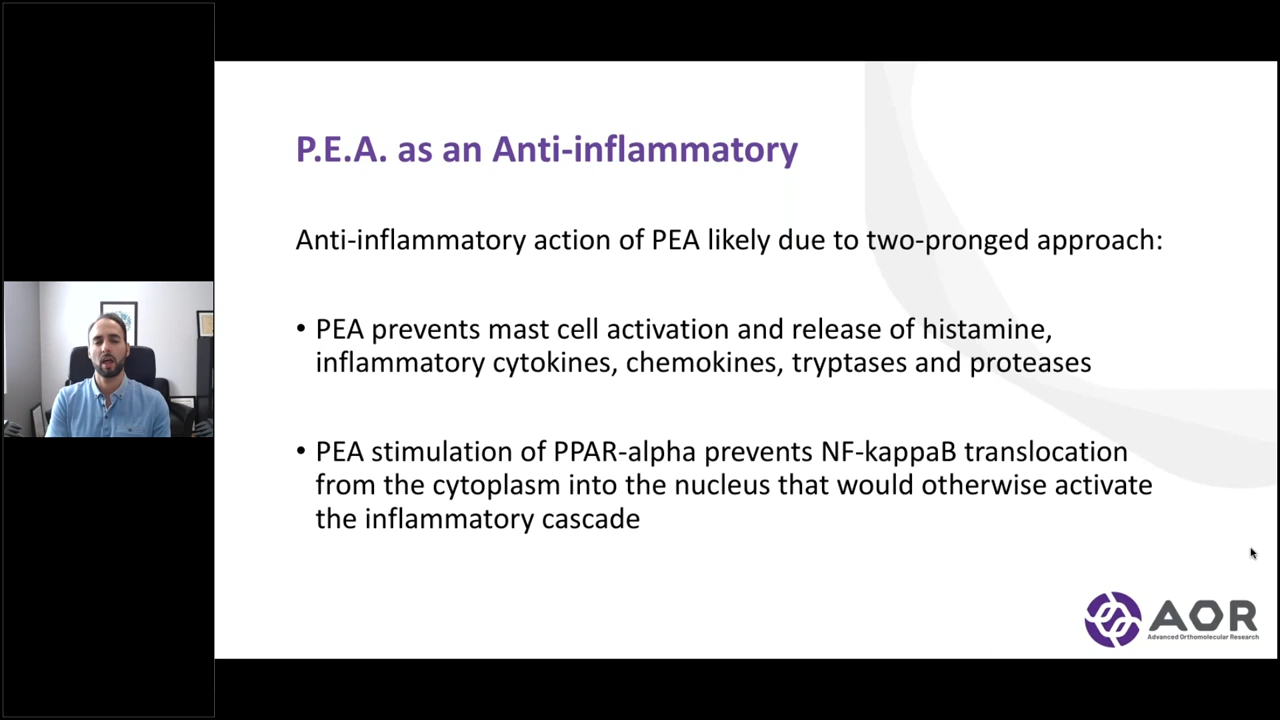 P.E.A. as an Anti-inflammatory
Anti-inflammatory action of PEA likely due to two-pronged approach:
• PEA prevents mast cell activation and release of histamine,
inflammatory cytokines, chemokines, tryptases and proteases
• PEA stimulation of PPAR-alpha prevents NF-kappaB translocation
from the cytoplasm into the nucleus that would otherwise activate
the inflammatory cascade
AOR
Advanced Orthomolecular Research